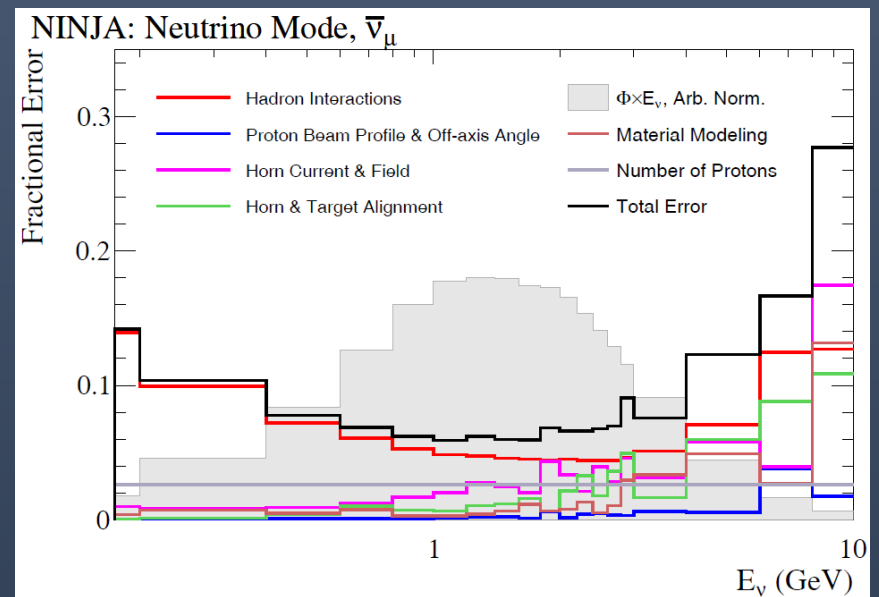 NINJA: Neutrino Mode, ν̅μ
Fractional Error
0.3
0.2
0.1
0
Hadron Interactions
Proton Beam Profile & Off-axis Angle
Horn Current & Field
Horn & Target Alignment
Φ×Eν, Arb. Norm.
Material Modeling
Number of Protons
Total Error
1
10
Eν (GeV)